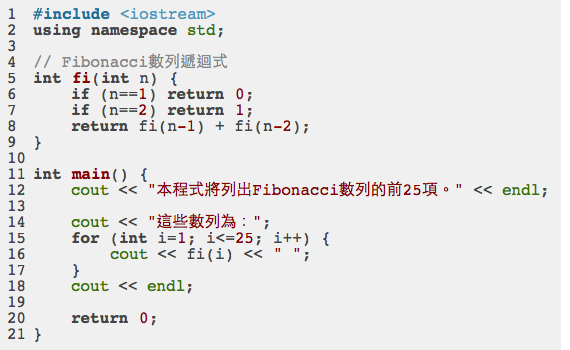 1 #include <iostream>
2 using namespace std;
3
4 // Fibonacci數列遞迴式
5 int fi(int n) {
6     if (n==1) return 0;
7     if (n==2) return 1;
8     return fi(n-1) + fi(n-2);
9 }
10
11 int main() {
12     cout << "本程式將列出Fibonacci數列的前25項。" << endl;
13
14     cout << "這些數列為：";
15     for (int i=1; i<=25; i++) {
16         cout << fi(i) << " ";
17     }
18     cout << endl;
19
20     return 0;
21 }